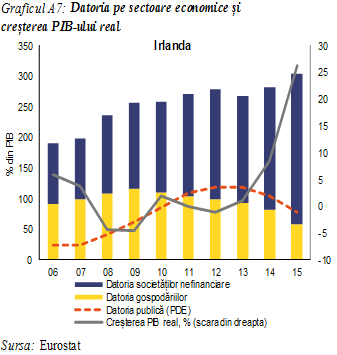 Graficul A7: Datoria pe sectoare economice și
creșterea PIB-ului real
Irlanda
350
300
250
200
150
100
50
0
% din PIB
30
25
20
15
10
5
0
-5
-10
06 07 08 09 10 11 12 13 14 15
Datoria societăților nefinanciare
Datoria gospodăriilor
Datoria publică (PDE)
Creșterea PIB real, % (scara din dreapta)
Sursa: Eurostat